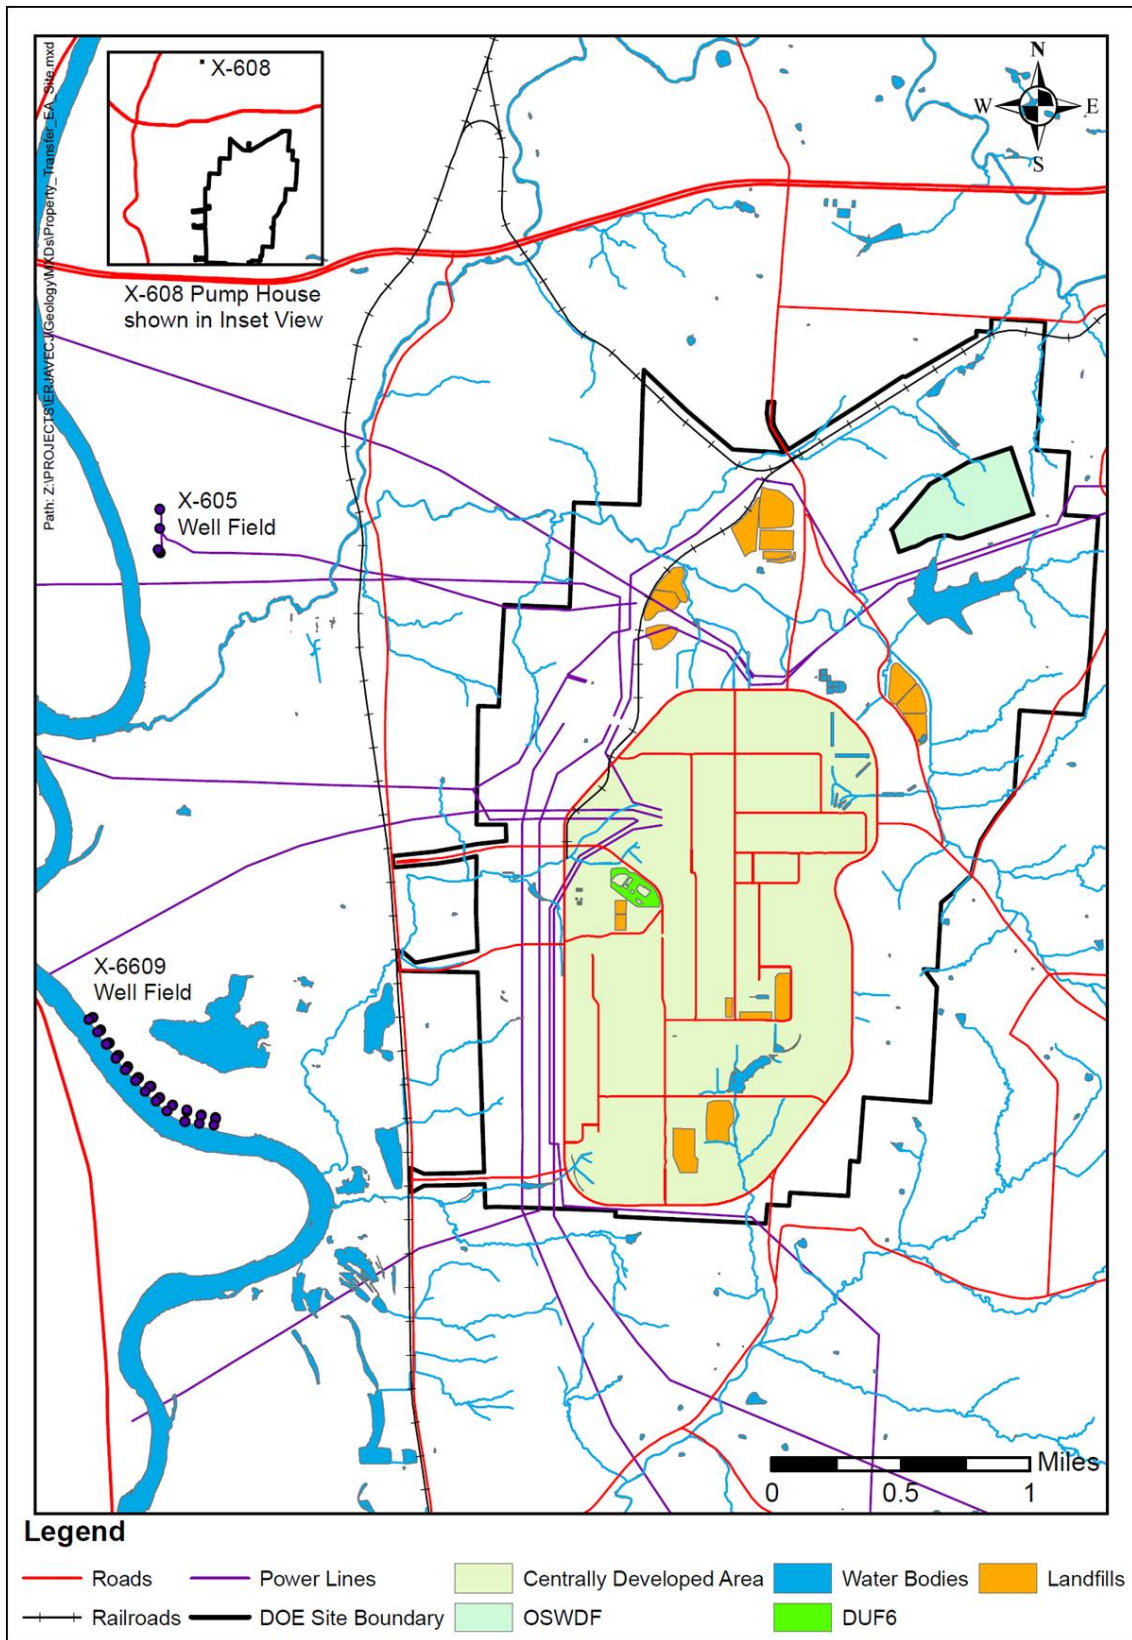 Path: Z:\PROJECTS\ERJAVECJ\Geology\MXDs\Property_Transfer_EA_Site.mxd
X-608
N
W
E
S
X-608 Pump House
shown in Inset View
X-605
Well Field
X-6609
Well Field
Miles
0 0.5 1
Legend
Roads Power Lines Centrally Developed Area Water Bodies Landfills
Railroads DOE Site Boundary OSWDF DUF6